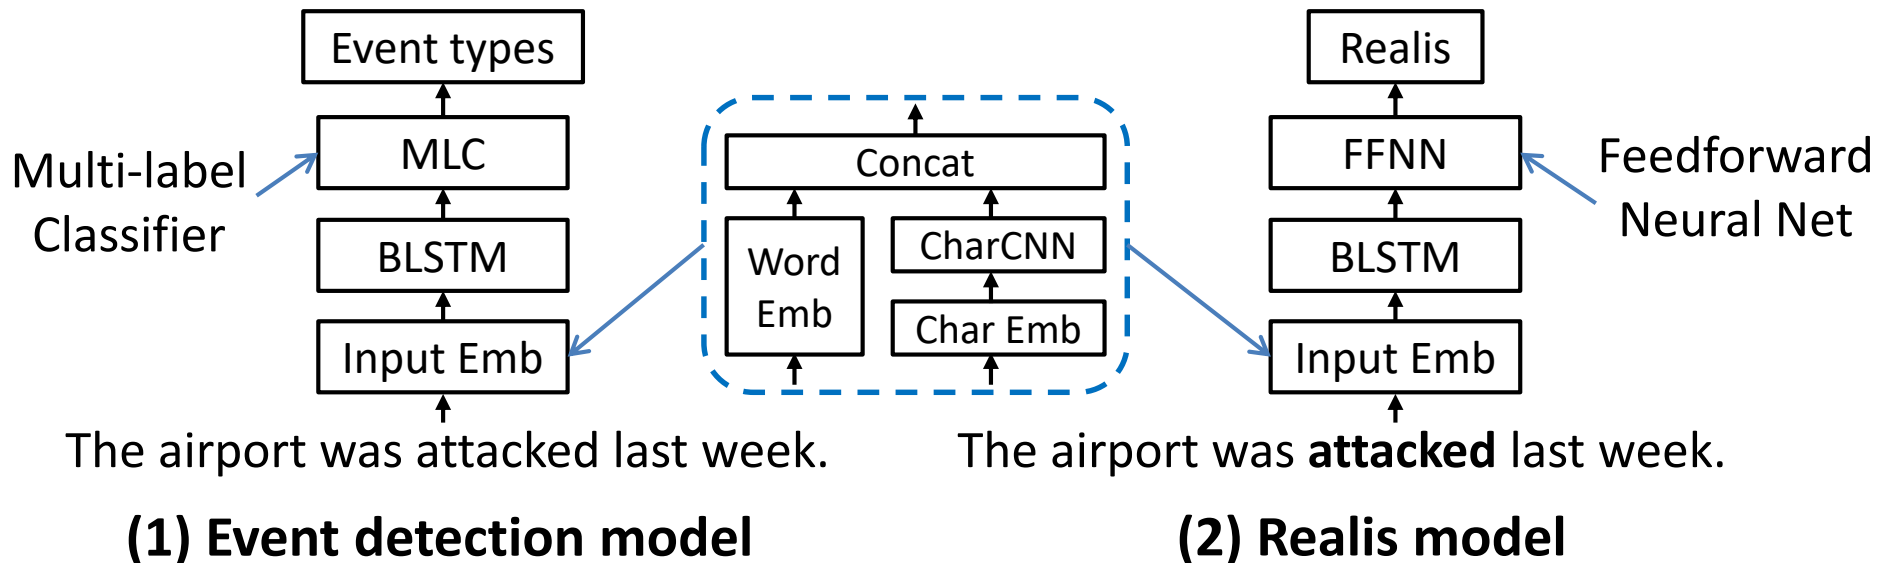 Event types
MLC
BLSTM
Input Emb
Multi-label
Classifier
The airport was attacked last week.
(1) Event detection model
Concat
Word
Emb
CharCNN
Char Emb
Realis
FFNN
BLSTM
Input Emb
Feedforward
Neural Net
The airport was attacked last week.
(2) Realis model